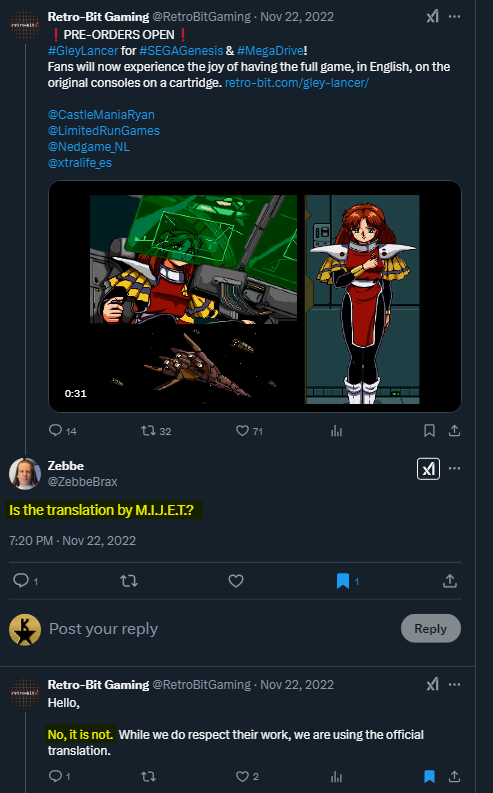 Retro-Bit Gaming @RetroBitGaming · Nov 22, 2022
❗PRE-ORDERS OPEN❗
#GleyLancer for #SEGAGenesis & #MegaDrive!
Fans will now experience the joy of having the full game, in English, on the
original consoles on a cartridge. retro-bit.com/gley-lancer/
@CastleManiaRyan
@LimitedRunGames
@Nedgame_NL
@xtralife_es
0:31
14 32 71
Zebbe
@ZebbeBrax
Is the translation by M.I.J.E.T.?
7:20 PM · Nov 22, 2022
1 1
Post your reply
Reply
Retro-Bit Gaming @RetroBitGaming · Nov 22, 2022
Hello,
No, it is not. While we do respect their work, we are using the official
translation.
1 2